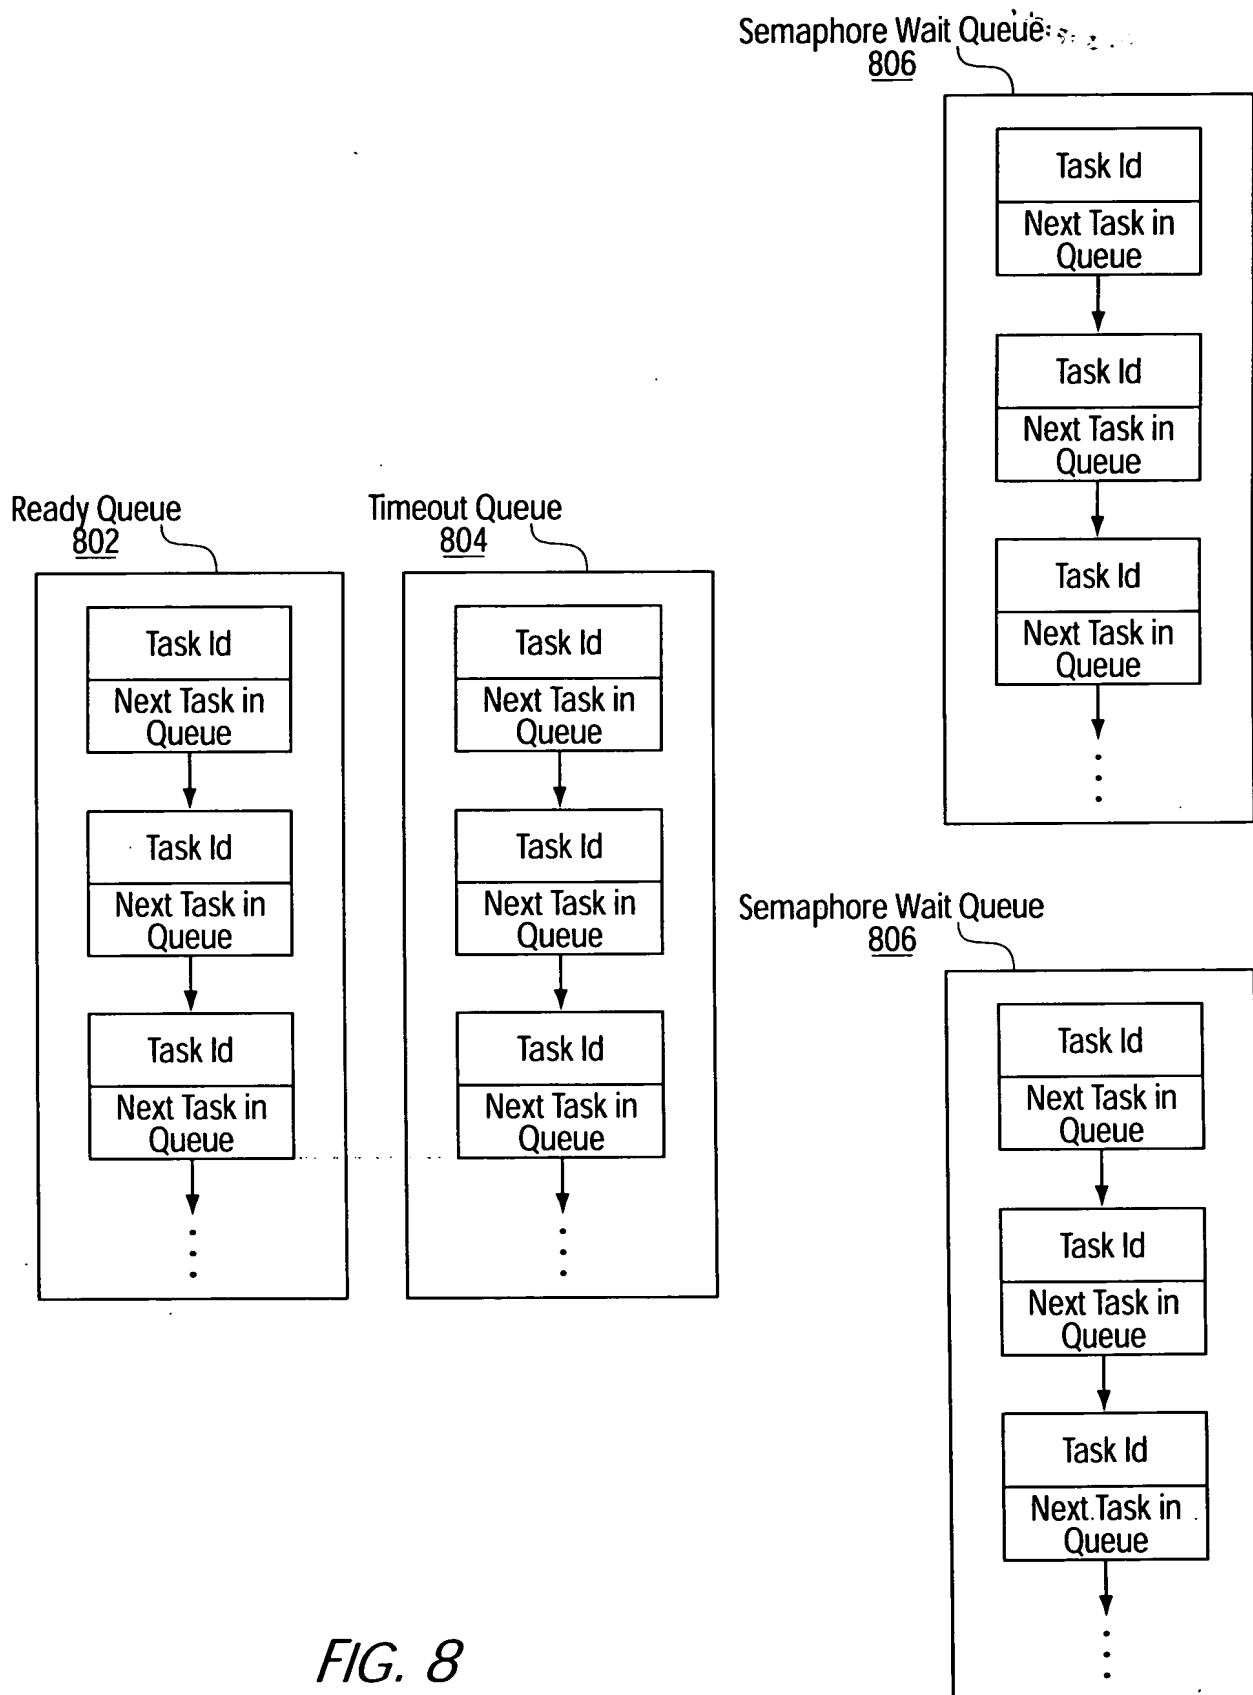 Semaphore Wait Queue
806
Task Id
Next Task in
Queue
Task Id
Next Task in
Queue
Task Id
Next Task in
Queue
Ready Queue
802
Task Id
Next Task in
Queue
Task Id
Next Task in
Queue
Task Id
Next Task in
Queue
Timeout Queue
804
Task Id
Next Task in
Queue
Task Id
Next Task in
Queue
Task Id
Next Task in
Queue
Semaphore Wait Queue
806
Task Id
Next Task in
Queue
Task Id
Next Task in
Queue
Task Id
Next Task in
Queue
FIG. 8